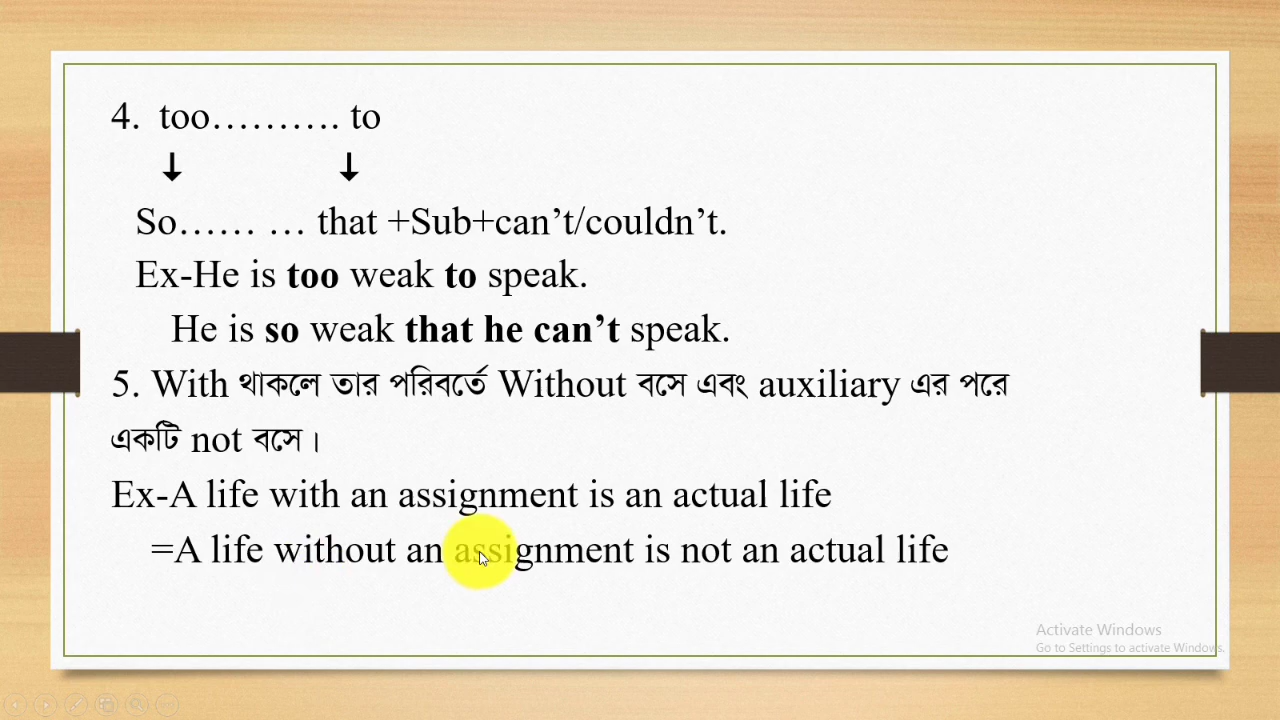 4. too………. to
↓ ↓
So…… … that +Sub+can’t/couldn’t.
Ex-He is too weak to speak.
He is so weak that he can’t speak.
5. With থাকলে তার পরিবর্তে Without বসে এবং auxiliary এর পরে
একটি not বসে।
Ex-A life with an assignment is an actual life
=A life without an assignment is not an actual life
Activate Windows
Go to Settings to activate Windows.